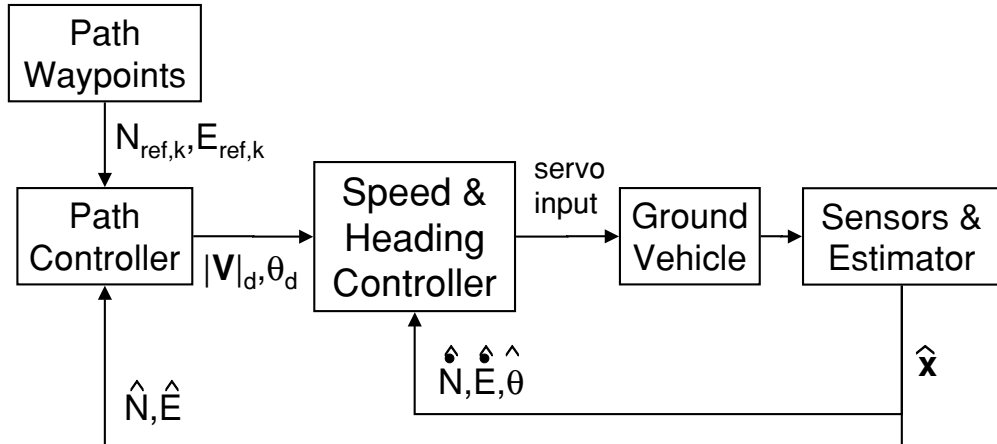 Path
Waypoints
N_ref,k,E_ref,k
Path
Controller
|V|_d,θ_d
Speed &
Heading
Controller
servo
input
Ground
Vehicle
Sensors &
Estimator
N̂,Ê
Ṅ̂,Ė̂,θ̂
x̂